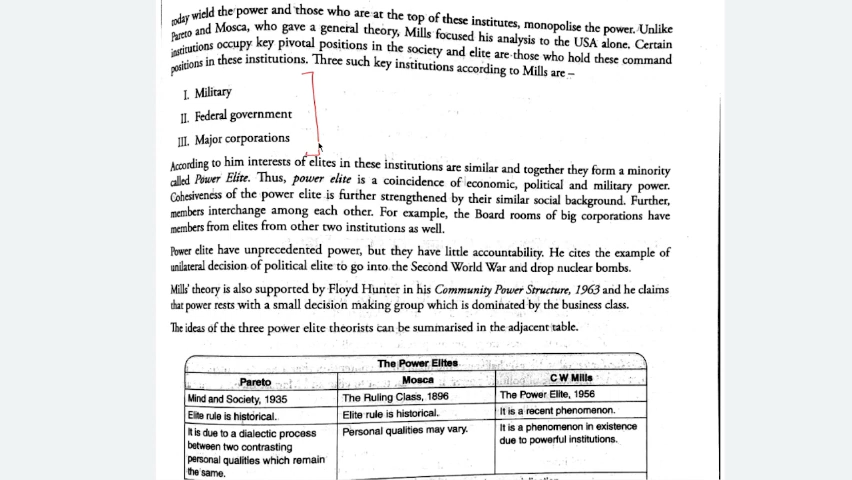 today wield the power and those who are at the top of these institutes, monopolise the power. Unlike
Pareto and Mosca, who gave a general theory, Mills focused his analysis to the USA alone. Certain
institutions occupy key pivotal positions in the society and elite are those who hold these command
positions in these institutions. Three such key institutions according to Mills are –
I. Military
II. Federal government
III. Major corporations
According to him interests of elites in these institutions are similar and together they form a minority
called Power Elite. Thus, power elite is a coincidence of economic, political and military power.
Cohesiveness of the power elite is further strengthened by their similar social background. Further,
members interchange among each other. For example, the Board rooms of big corporations have
members from elites from other two institutions as well.
Power elite have unprecedented power, but they have little accountability. He cites the example of
unilateral decision of political elite to go into the Second World War and drop nuclear bombs.
Mills' theory is also supported by Floyd Hunter in his Community Power Structure, 1963 and he claims
that power rests with a small decision making group which is dominated by the business class.
The ideas of the three power elite theorists can be summarised in the adjacent table.
The Power Elites
Pareto Mosca C W Mills
Mind and Society, 1935 The Ruling Class, 1896 The Power Elite, 1956
Elite rule is historical. Elite rule is historical. It is a recent phenomenon.
It is due to a dialectic process Personal qualities may vary. It is a phenomenon in existence
between two contrasting due to powerful institutions.
personal qualities which remain
the same.